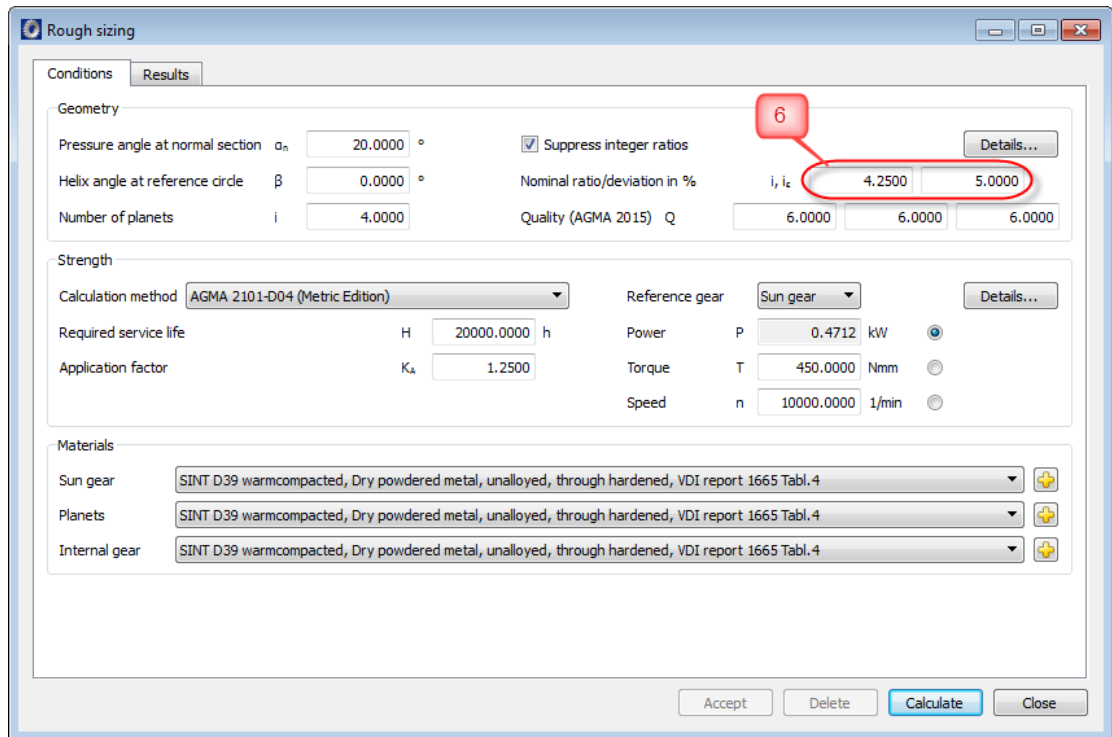 Rough sizing
Conditions Results
Geometry
6
Pressure angle at normal section αn 20.0000 ° Suppress integer ratios Details...
Helix angle at reference circle β 0.0000 ° Nominal ratio/deviation in % i, iε 4.2500 5.0000
Number of planets i 4.0000 Quality (AGMA 2015) Q 6.0000 6.0000 6.0000
Strength
Calculation method AGMA 2101-D04 (Metric Edition) Reference gear Sun gear Details...
Required service life H 20000.0000 h Power P 0.4712 kW
Application factor KA 1.2500 Torque T 450.0000 Nmm
Speed n 10000.0000 1/min
Materials
Sun gear SINT D39 warmcompacted, Dry powdered metal, unalloyed, through hardened, VDI report 1665 Tabl.4
Planets SINT D39 warmcompacted, Dry powdered metal, unalloyed, through hardened, VDI report 1665 Tabl.4
Internal gear SINT D39 warmcompacted, Dry powdered metal, unalloyed, through hardened, VDI report 1665 Tabl.4
Accept Delete Calculate Close